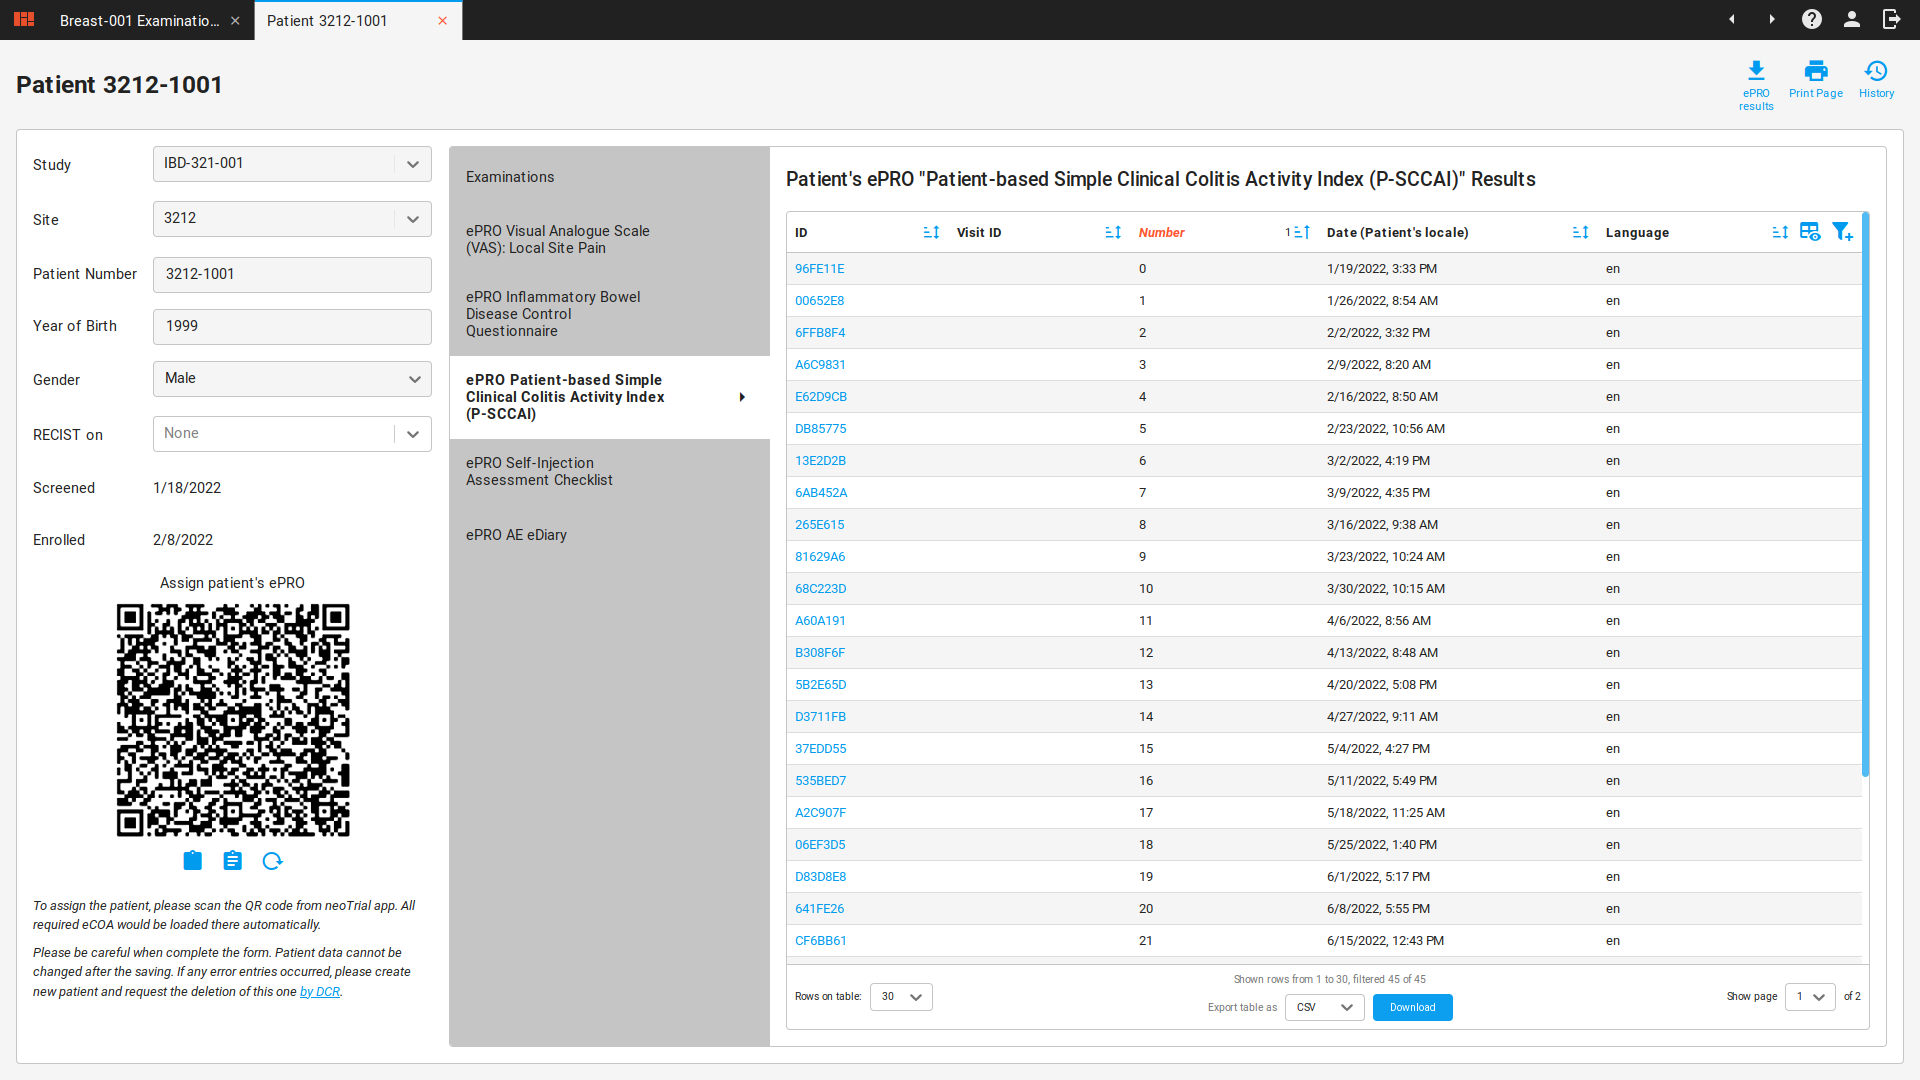 Breast-001 Examinatio...
Patient 3212-1001
Patient 3212-1001
ePRO
results
Print Page
History
Study
IBD-321-001
Site
3212
Patient Number
3212-1001
Year of Birth
1999
Gender
Male
RECIST on
None
Screened
1/18/2022
Enrolled
2/8/2022
Assign patient's ePRO
To assign the patient, please scan the QR code from neoTrial app. All
required eCOA would be loaded there automatically.
Please be careful when complete the form. Patient data cannot be
changed after the saving. If any error entries occurred, please create
new patient and request the deletion of this one by DCR.
Examinations
ePRO Visual Analogue Scale
(VAS): Local Site Pain
ePRO Inflammatory Bowel
Disease Control
Questionnaire
ePRO Patient-based Simple
Clinical Colitis Activity Index
(P-SCCAI)
ePRO Self-Injection
Assessment Checklist
ePRO AE eDiary
Patient's ePRO "Patient-based Simple Clinical Colitis Activity Index (P-SCCAI)" Results
ID Visit ID Number 1 Date (Patient's locale) Language
96FE11E 0 1/19/2022, 3:33 PM en
00652E8 1 1/26/2022, 8:54 AM en
6FFB8F4 2 2/2/2022, 3:32 PM en
A6C9831 3 2/9/2022, 8:20 AM en
E62D9CB 4 2/16/2022, 8:50 AM en
DB85775 5 2/23/2022, 10:56 AM en
13E2D2B 6 3/2/2022, 4:19 PM en
6AB452A 7 3/9/2022, 4:35 PM en
265E615 8 3/16/2022, 9:38 AM en
81629A6 9 3/23/2022, 10:24 AM en
68C223D 10 3/30/2022, 10:15 AM en
A60A191 11 4/6/2022, 8:56 AM en
B308F6F 12 4/13/2022, 8:48 AM en
5B2E65D 13 4/20/2022, 5:08 PM en
D3711FB 14 4/27/2022, 9:11 AM en
37EDD55 15 5/4/2022, 4:27 PM en
535BED7 16 5/11/2022, 5:49 PM en
A2C907F 17 5/18/2022, 11:25 AM en
06EF3D5 18 5/25/2022, 1:40 PM en
D83D8E8 19 6/1/2022, 5:17 PM en
641FE26 20 6/8/2022, 5:55 PM en
CF6BB61 21 6/15/2022, 12:43 PM en
Rows on table: 30
Shown rows from 1 to 30, filtered 45 of 45
Export table as CSV Download
Show page 1 of 2